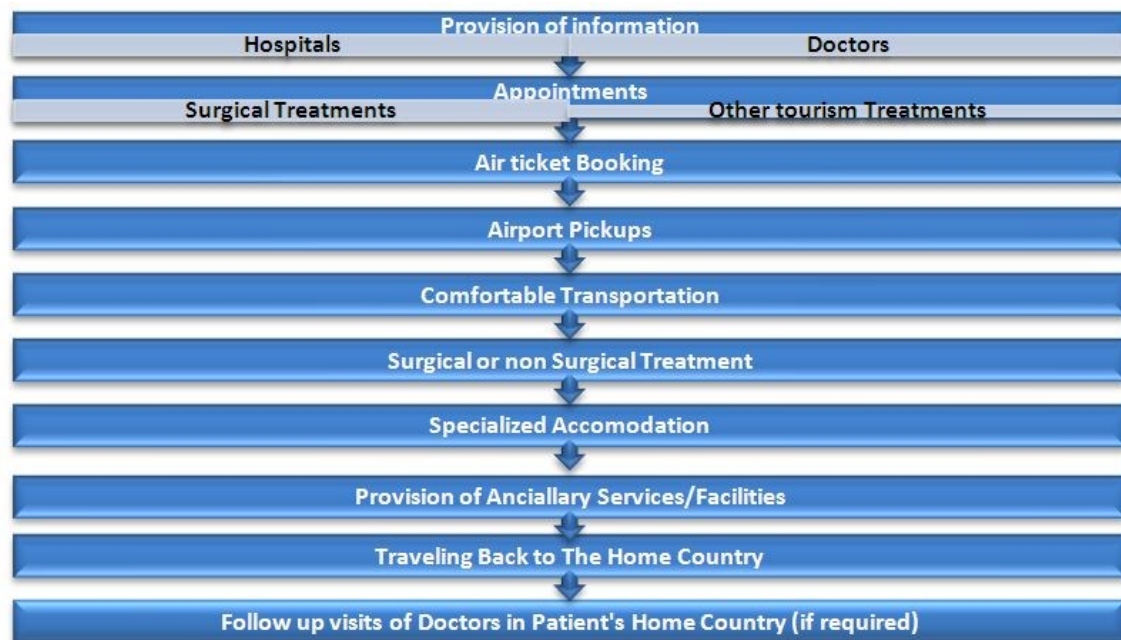 Provision of information
Hospitals Doctors
Appointments
Surgical Treatments Other tourism Treatments
Air ticket Booking
Airport Pickups
Comfortable Transportation
Surgical or non Surgical Treatment
Specialized Accomodation
Provision of Anciallary Services/Facilities
Traveling Back to The Home Country
Follow up visits of Doctors in Patient's Home Country (if required)